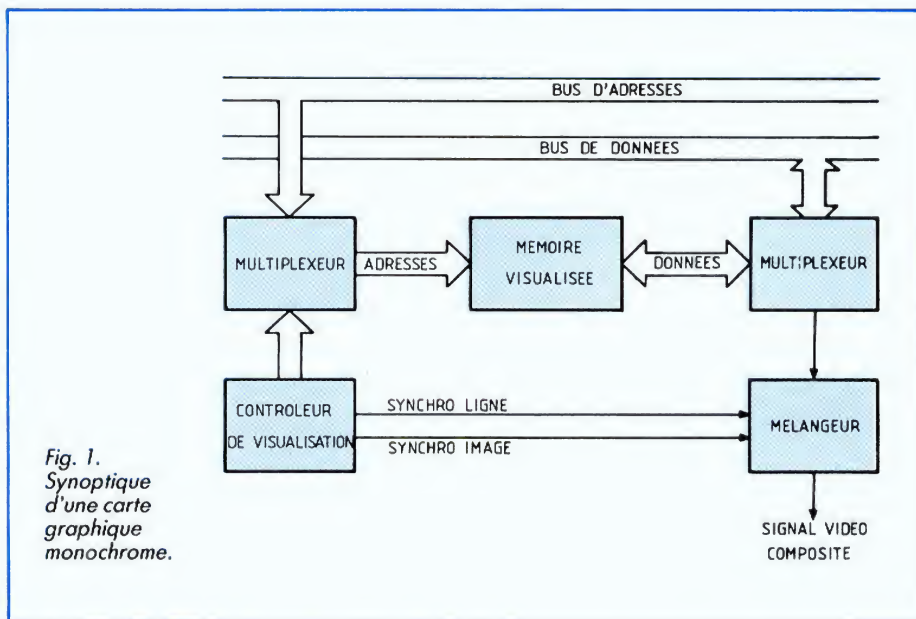 BUS D'ADRESSES
BUS DE DONNEES
MULTIPLEXEUR
ADRESSES
MEMOIRE
VISUALISEE
DONNEES
MULTIPLEXEUR
CONTROLEUR
DE VISUALISATION
SYNCHRO LIGNE
SYNCHRO IMAGE
MELANGEUR
SIGNAL VIDEO
COMPOSITE
Fig. 1.
Synoptique
d'une carte
graphique
monochrome.